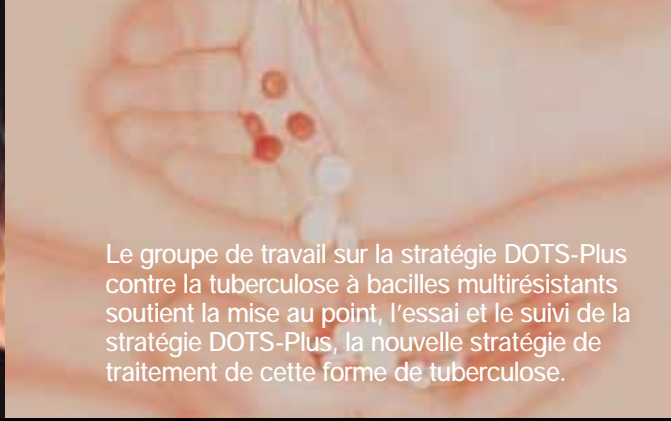 Le groupe de travail sur la stratégie DOTS-Plus
contre la tuberculose à bacilles multirésistants
soutient la mise au point, l'essai et le suivi de la
stratégie DOTS-Plus, la nouvelle stratégie de
traitement de cette forme de tuberculose.